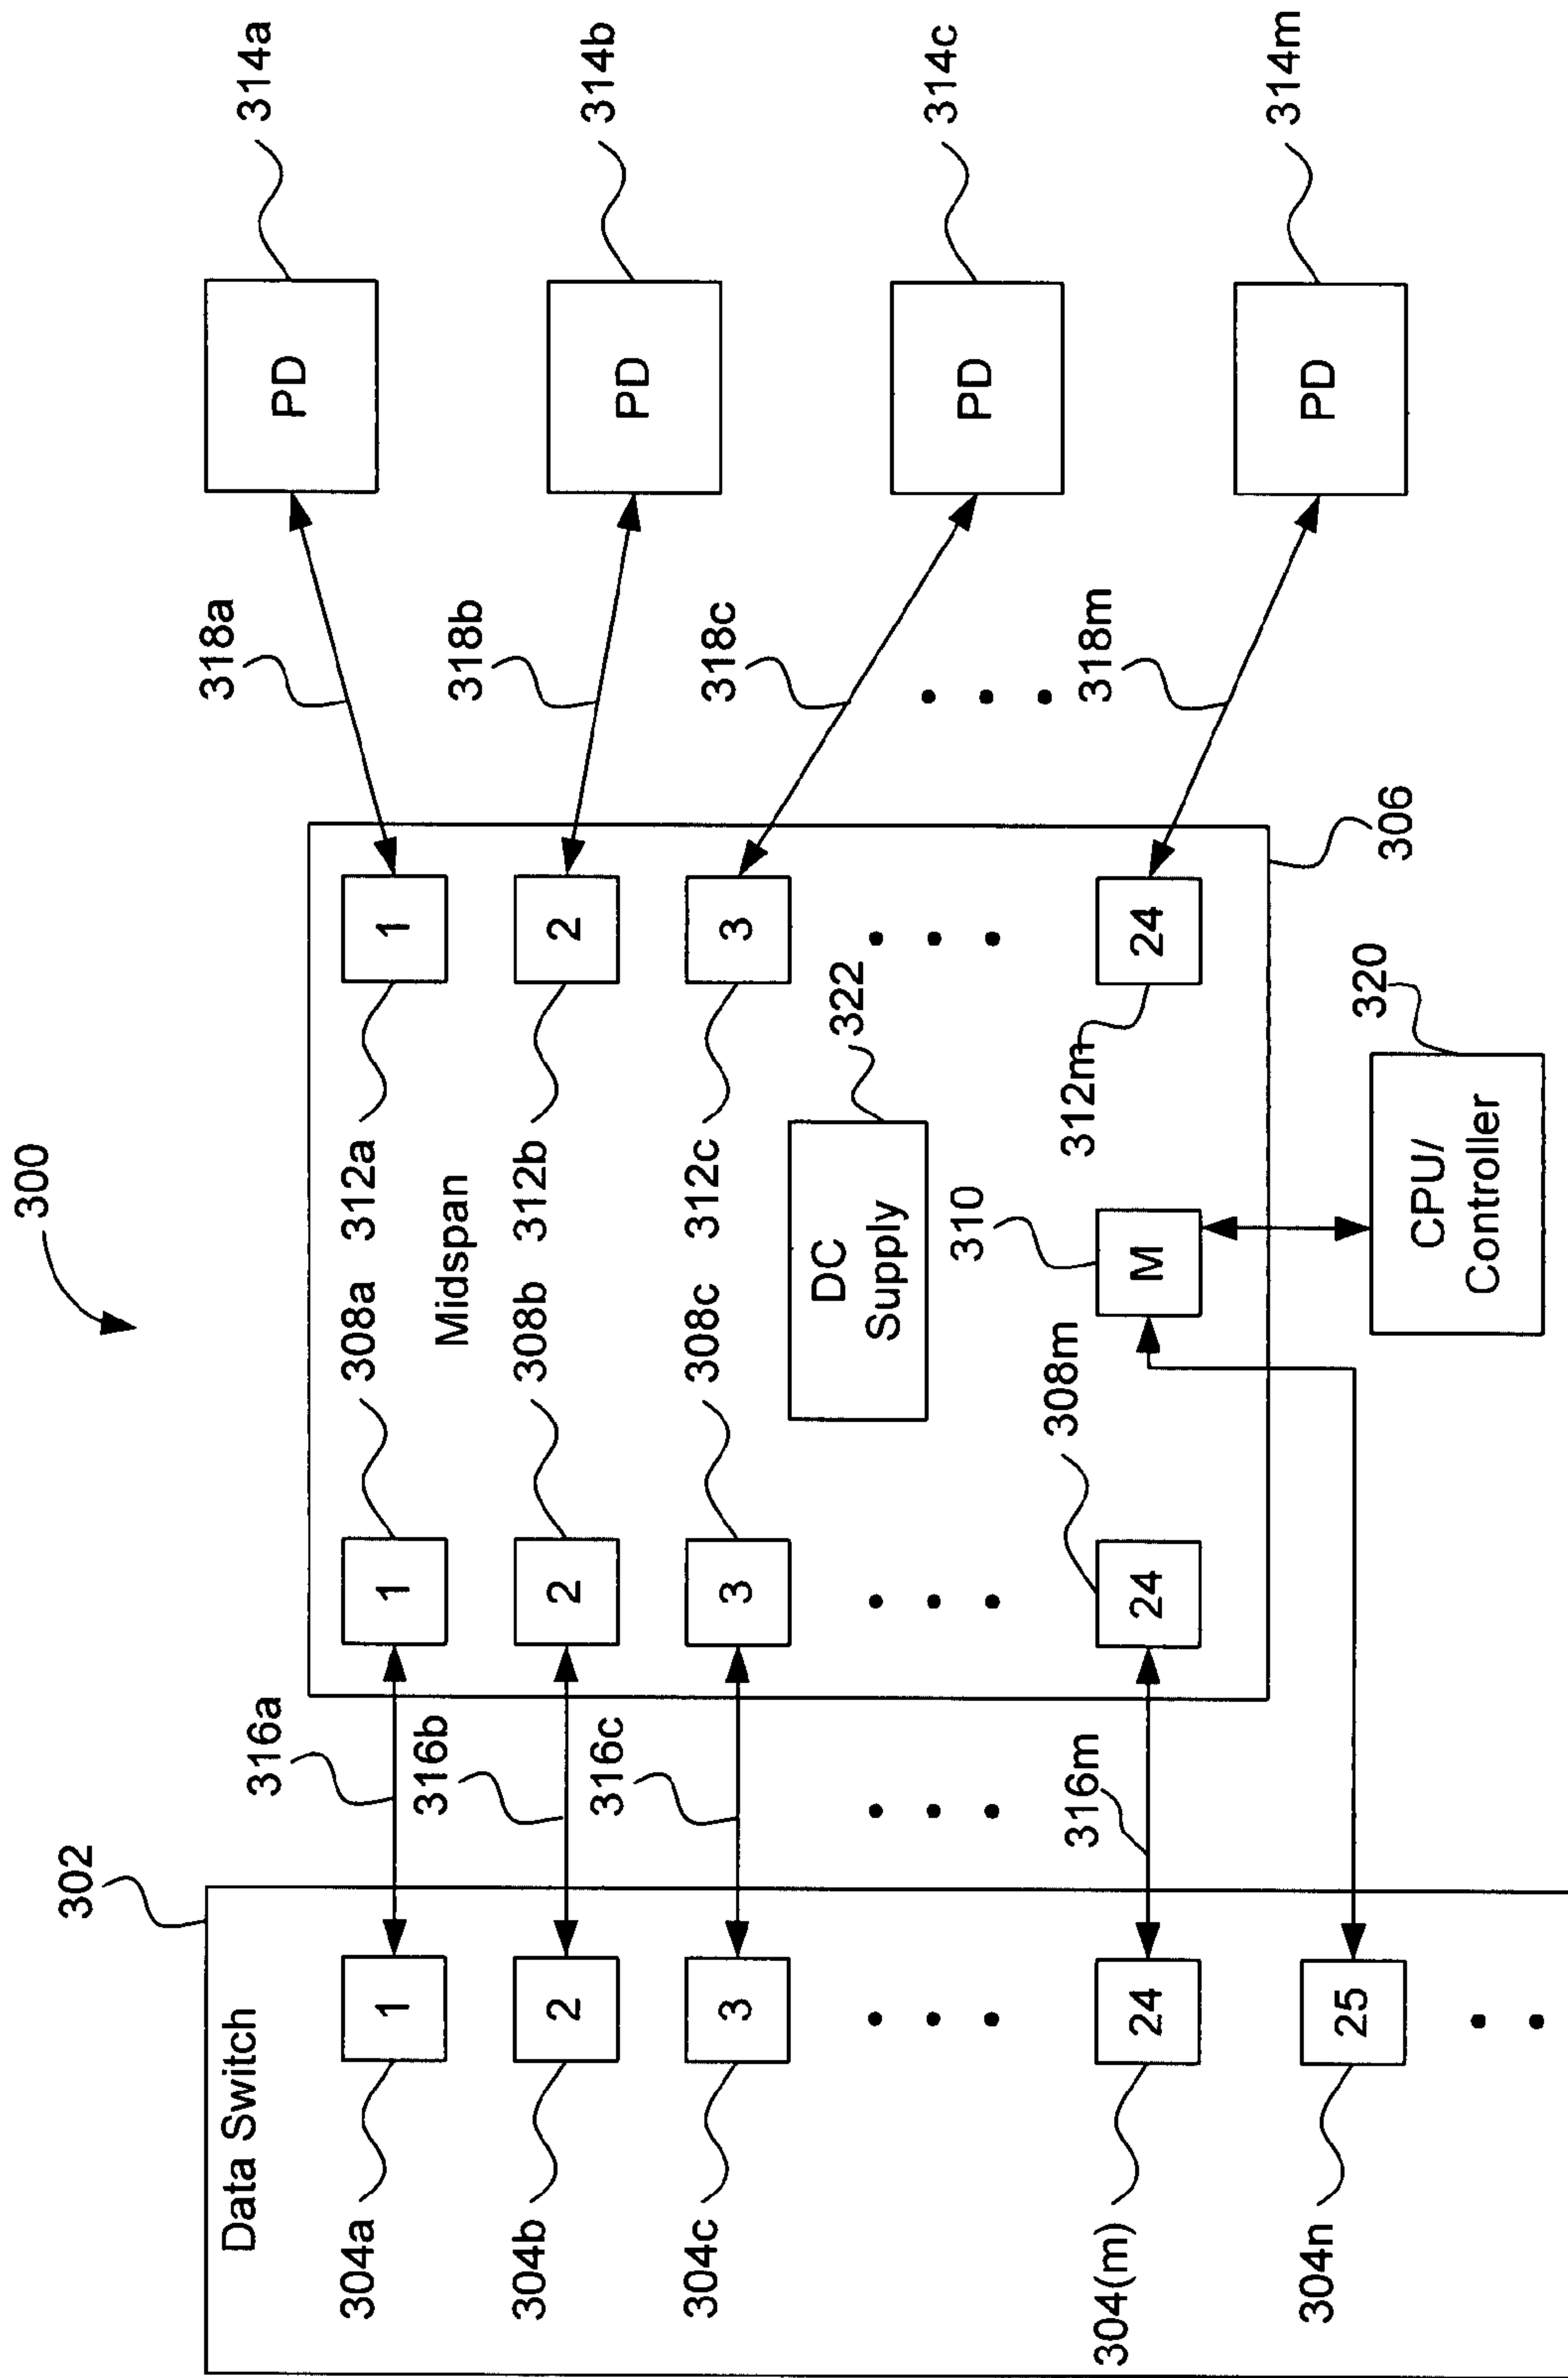 300
302
Data Switch
304a
1
304b
2
304c
3
304(m)
24
304n
25
316a
316b
316c
316m
Midspan
306
308a
1
308b
2
308c
3
308m
24
312a
1
312b
2
312c
3
312m
24
DC
Supply
322
310
M
CPU/
Controller
320
318a
318b
318c
318m
PD
314a
PD
314b
PD
314c
PD
314m